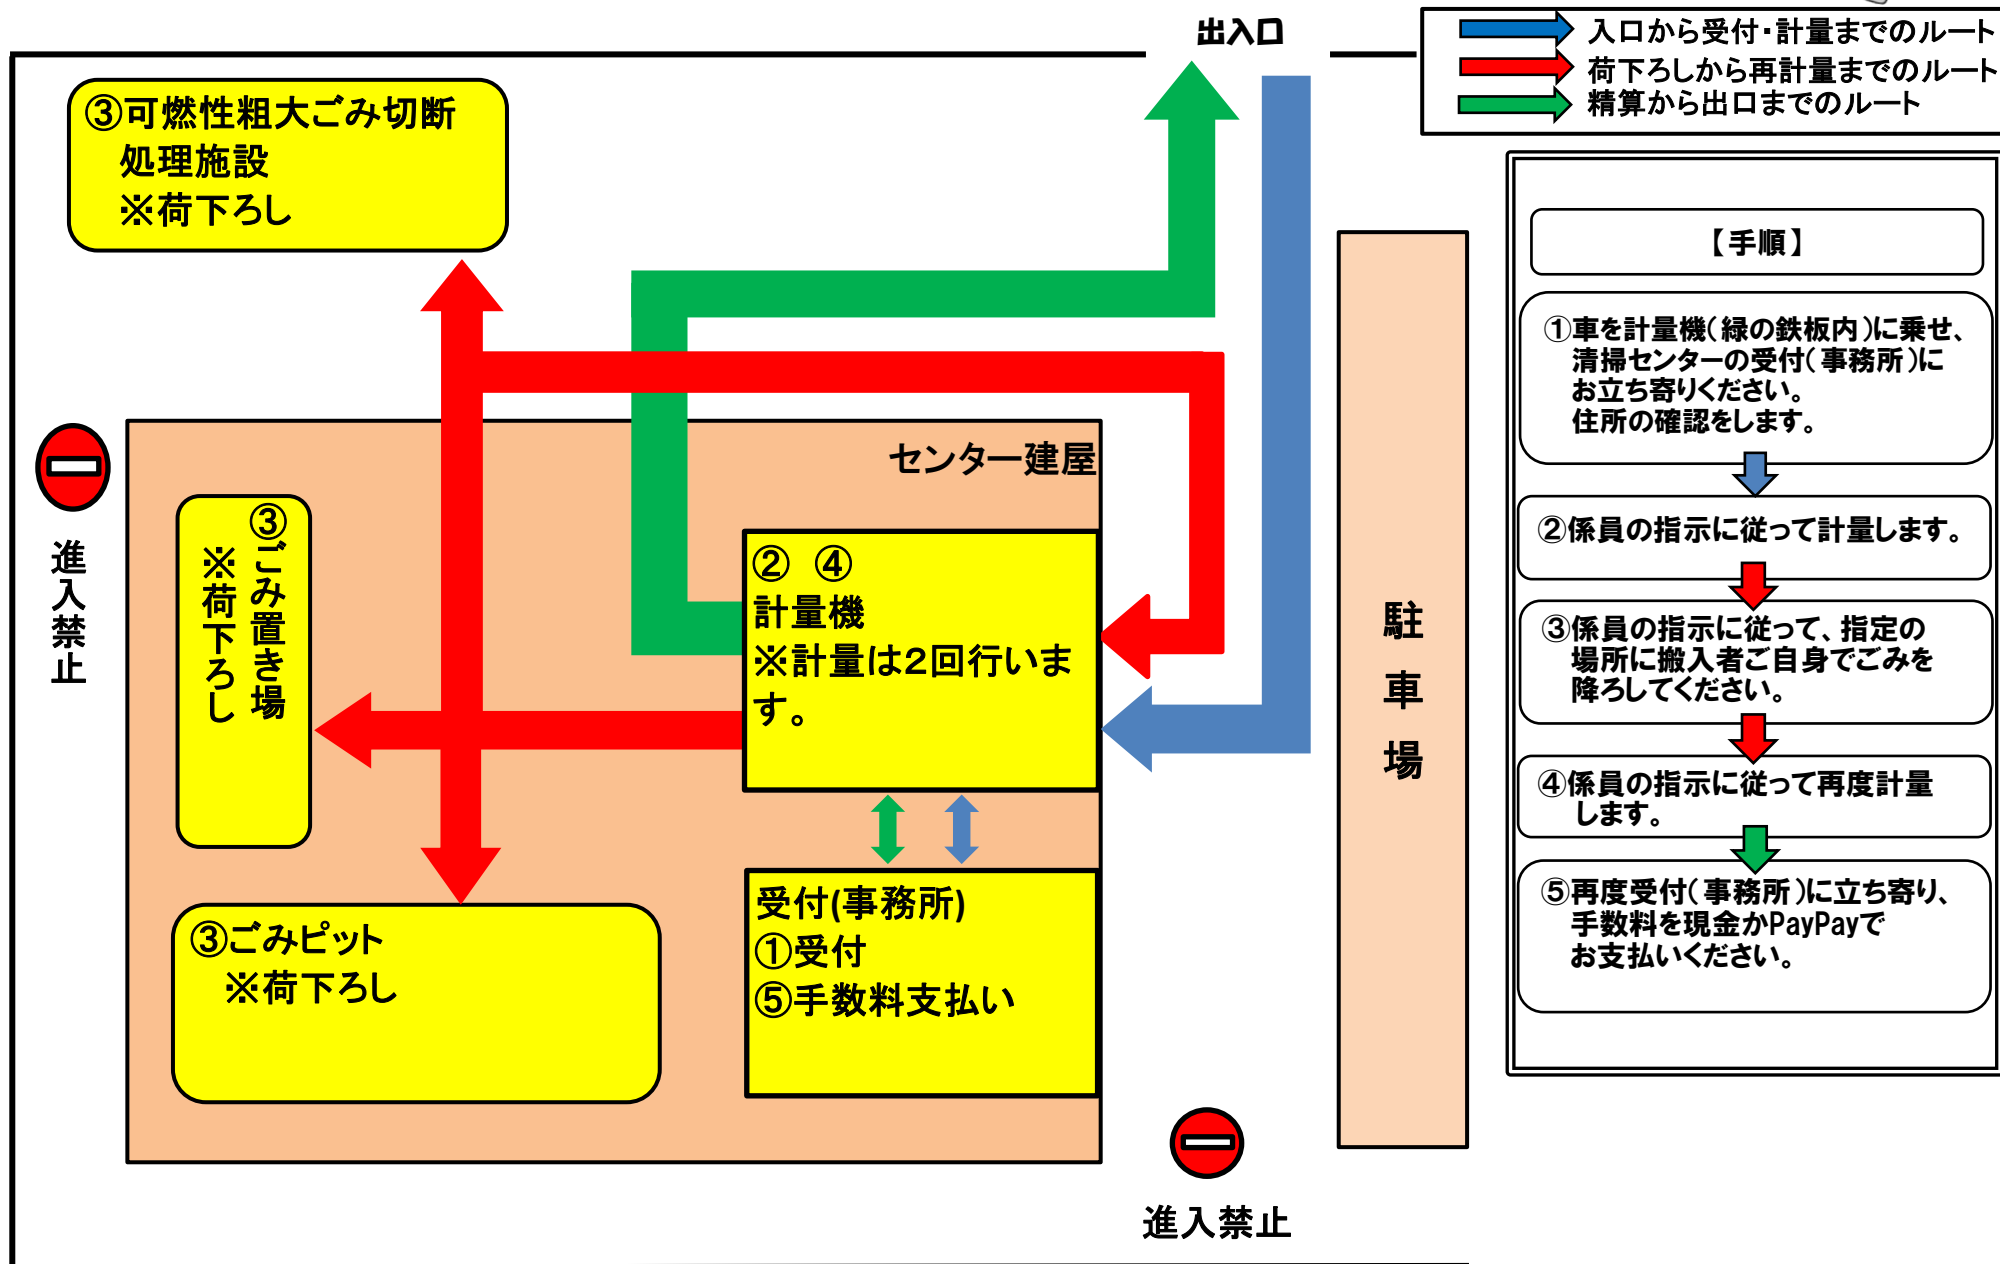 出入口
入口から受付・計量までのルート
荷下ろしから再計量までのルート
精算から出口までのルート
③可燃性粗大ごみ切断
処理施設
※荷下ろし
センター建屋
進入禁止
③ごみ置き場
※荷下ろし
② ④
計量機
※計量は2回行いま
す。
③ごみピット
※荷下ろし
受付(事務所)
①受付
⑤手数料支払い
進入禁止
駐車場
【手順】
①車を計量機(緑の鉄板内)に乗せ、
清掃センターの受付(事務所)に
お立ち寄りください。
住所の確認をします。
②係員の指示に従って計量します。
③係員の指示に従って、指定の
場所に搬入者ご自身でごみを
降ろしてください。
④係員の指示に従って再度計量
します。
⑤再度受付(事務所)に立ち寄り、
手数料を現金かPayPayで
お支払いください。